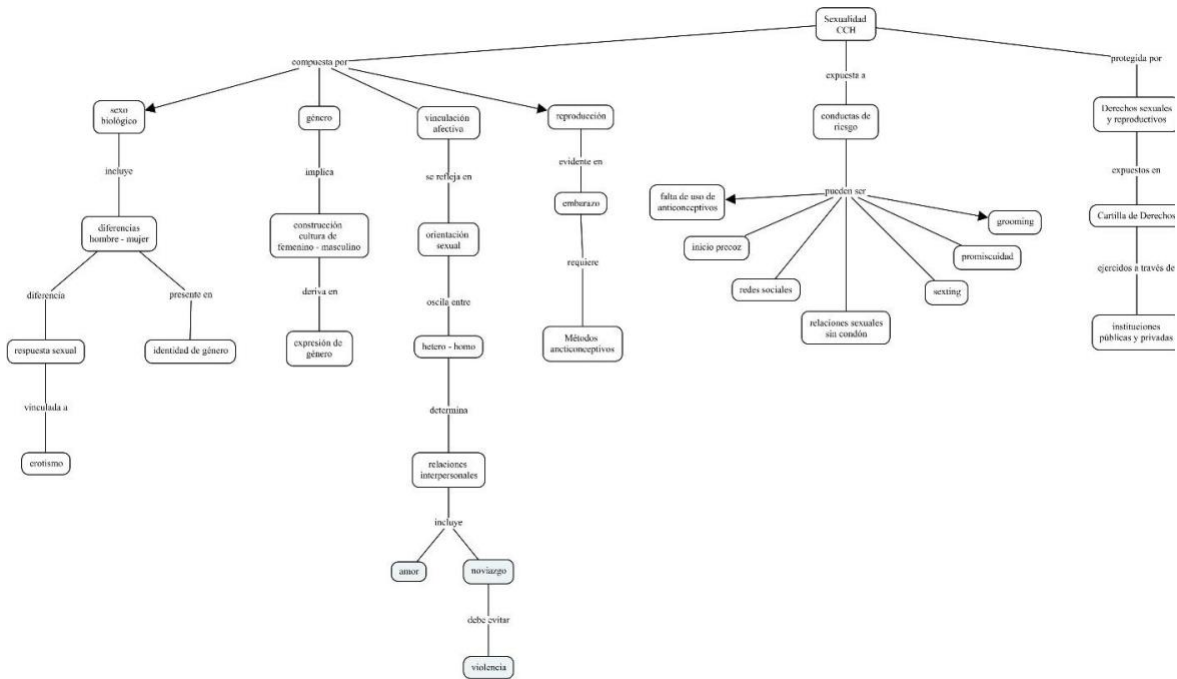 Sexualidad
CCH
compuesta por
expuesta a
protegida por
sexo
biológico
género
vinculación
afectiva
reproducción
conductas de
riesgo
Derechos sexuales
y reproductivos
incluye
implica
se refleja en
evidente en
expuestos en
pueden ser
falta de uso de
anticonceptivos
inicio precoz
redes sociales
relaciones sexuales
sin condón
sexting
promiscuidad
grooming
diferencias
hombre - mujer
construcción
cultura de
femenino - masculino
orientación
sexual
embarazo
Cartilla de Derechos
diferencia
presente en
deriva en
oscila entre
requiere
ejercidos a través de
respuesta sexual
identidad de género
expresión de
género
hetero - homo
Métodos
ancticonceptivos
instituciones
públicas y privadas
vinculada a
determina
erotismo
relaciones
interpersonales
incluye
amor
noviazgo
debe evitar
violencia